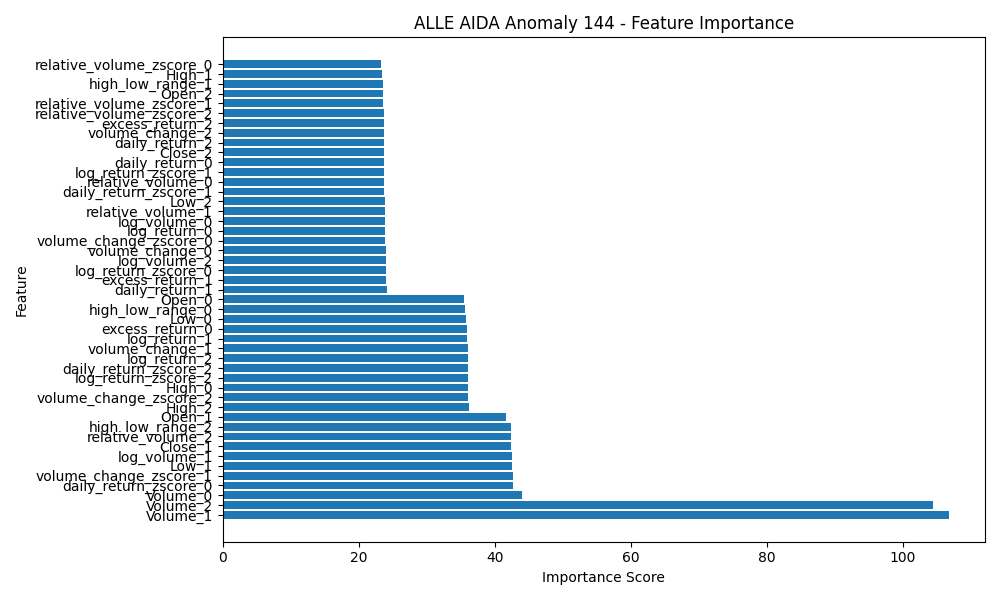 ALLE AIDA Anomaly 144 - Feature Importance
relative_volume_zscore_0
High_1
high_low_range_1
Open_2
relative_volume_zscore_1
relative_volume_zscore_2
excess_return_2
volume_change_2
daily_return_2
Close_2
daily_return_0
log_return_zscore_1
relative_volume_0
daily_return_zscore_1
Low_2
relative_volume_1
log_volume_0
log_return_0
volume_change_zscore_0
volume_change_0
log_volume_2
log_return_zscore_0
excess_return_1
daily_return_1
Open_0
high_low_range_0
Low_0
excess_return_0
log_return_1
volume_change_1
log_return_2
daily_return_zscore_2
log_return_zscore_2
High_0
volume_change_zscore_2
High_2
Open_1
high_low_range_2
relative_volume_2
Close_1
log_volume_1
Low_1
volume_change_zscore_1
daily_return_zscore_0
Volume_0
Volume_2
Volume_1
Feature
0 20 40 60 80 100
Importance Score